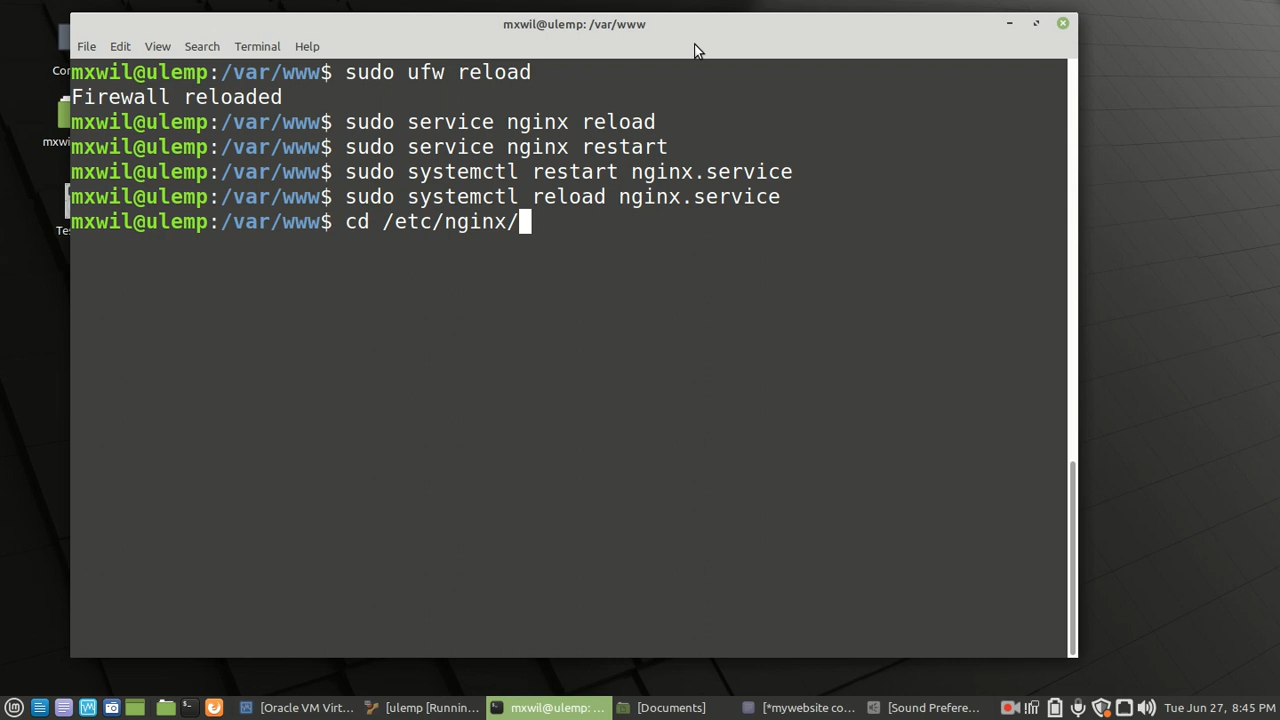 mxwil@ulemp: /var/www
File Edit View Search Terminal Help
mxwil@ulemp:/var/www$ sudo ufw reload
Firewall reloaded
mxwil@ulemp:/var/www$ sudo service nginx reload
mxwil@ulemp:/var/www$ sudo service nginx restart
mxwil@ulemp:/var/www$ sudo systemctl restart nginx.service
mxwil@ulemp:/var/www$ sudo systemctl reload nginx.service
mxwil@ulemp:/var/www$ cd /etc/nginx/
Co
mxwi
Te
[Oracle VM Virt... [ulemp [Runnin... mxwil@ulemp: ... [Documents] [*mywebsite co... [Sound Prefere... Tue Jun 27, 8:45 PM